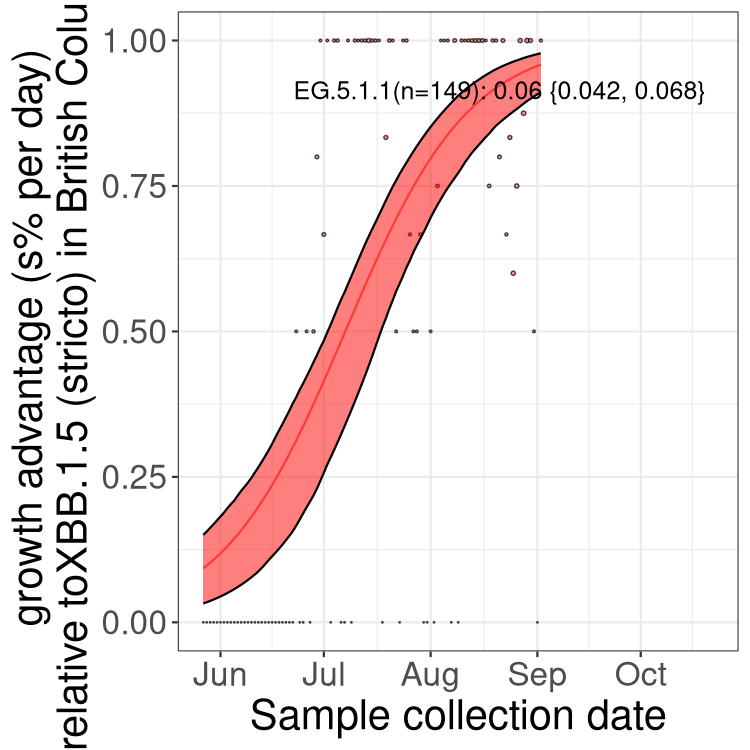 growth advantage (s% per day)
relative toXBB.1.5 (stricto) in British Colu
1.00
0.75
0.50
0.25
0.00
EG.5.1.1(n=149): 0.06 {0.042, 0.068}
Jun Jul Aug Sep Oct
Sample collection date